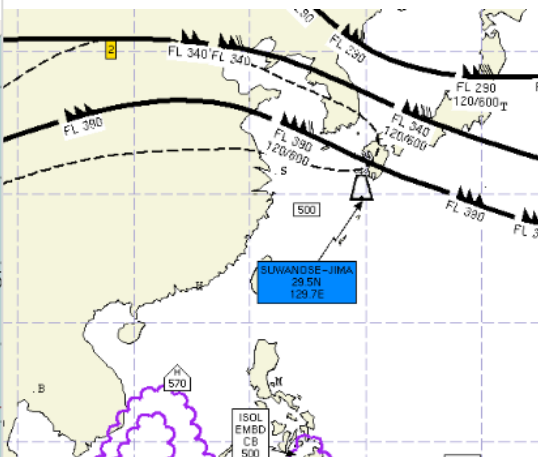 FL 290
2
FL 340
FL 340
FL 290
120/600
T
FL 340
120/600
FL 390
FL 390
120/600
S
500
FL 390
FL 3
SUWANOSE-JIMA
29.5N
129.7E
H
H
570
.B
M
ISOL
EMBD
CB
500